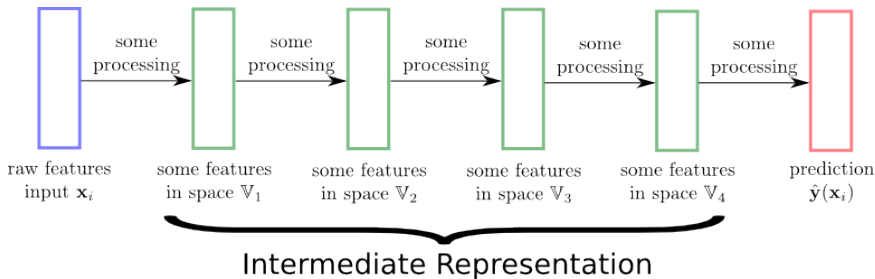 some processing
some processing
some processing
some processing
some processing
raw features
input 𝐱ᵢ
some features
in space 𝕍₁
some features
in space 𝕍₂
some features
in space 𝕍₃
some features
in space 𝕍₄
prediction
ŷ(𝐱ᵢ)
Intermediate Representation